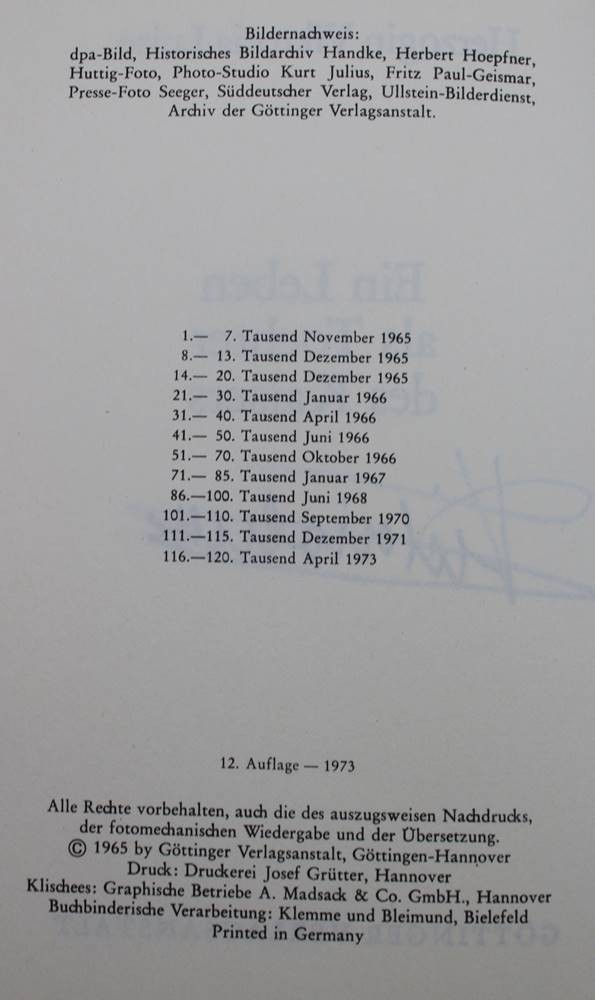 Bildernachweis:
dpa-Bild, Historisches Bildarchiv Handke, Herbert Hoepfner,
Huttig-Foto, Photo-Studio Kurt Julius, Fritz Paul-Geismar,
Presse-Foto Seeger, Süddeutscher Verlag, Ullstein-Bilderdienst,
Archiv der Göttinger Verlagsanstalt.
Ein Leben
1.— 7. Tausend November 1965
8.— 13. Tausend Dezember 1965
14.— 20. Tausend Dezember 1965
21.— 30. Tausend Januar 1966
31.— 40. Tausend April 1966
41.— 50. Tausend Juni 1966
51.— 70. Tausend Oktober 1966
71.— 85. Tausend Januar 1967
86.—100. Tausend Juni 1968
101.—110. Tausend September 1970
111.—115. Tausend Dezember 1971
116.—120. Tausend April 1973
12. Auflage — 1973
Alle Rechte vorbehalten, auch die des auszugsweisen Nachdrucks,
der fotomechanischen Wiedergabe und der Übersetzung.
© 1965 by Göttinger Verlagsanstalt, Göttingen-Hannover
Druck: Druckerei Josef Grütter, Hannover
Klischees: Graphische Betriebe A. Madsack & Co. GmbH., Hannover
Buchbinderische Verarbeitung: Klemme und Bleimund, Bielefeld
Printed in Germany